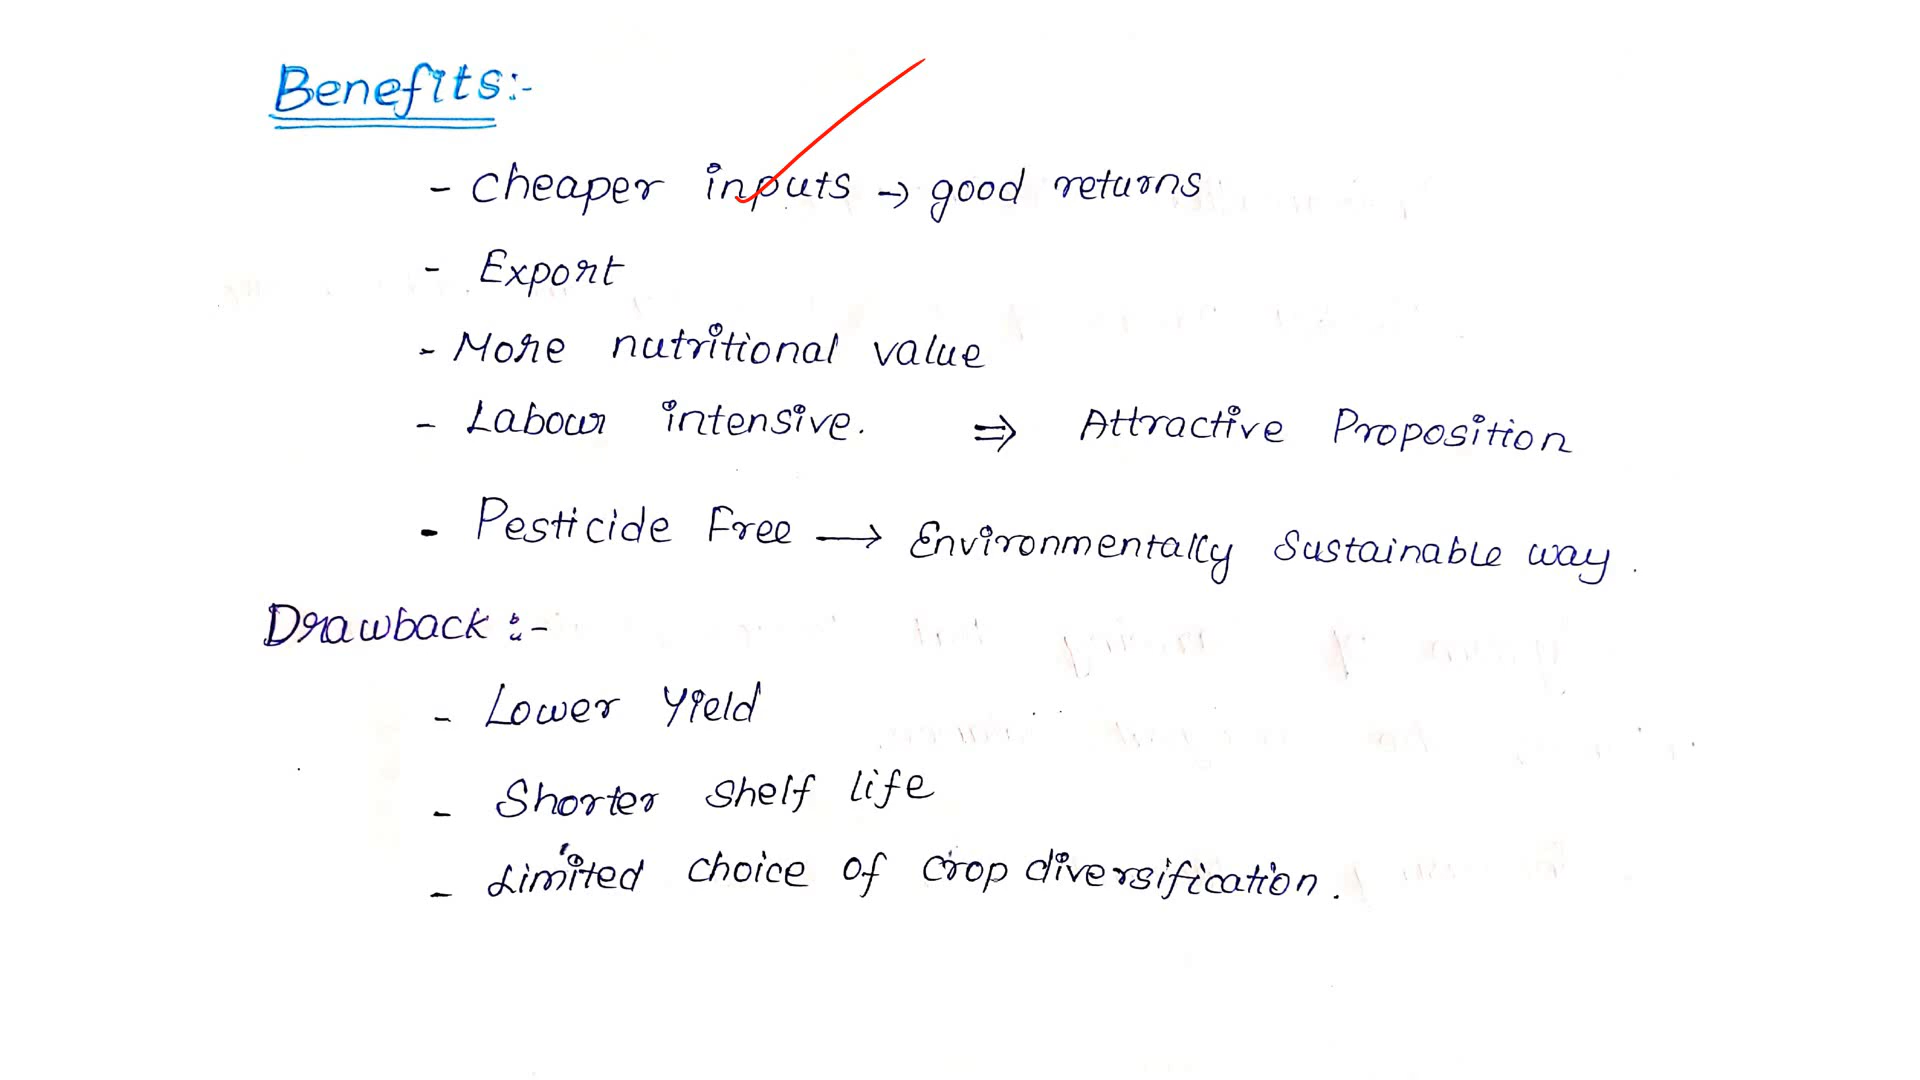 Benefits:-
- Cheaper inputs → good returns
- Export
- More nutritional value
- Labour intensive. ⇒ Attractive Proposition
- Pesticide Free → Environmentally Sustainable way.
Drawback :-
- Lower Yield
- Shorter shelf life
- Limited choice of crop diversification.